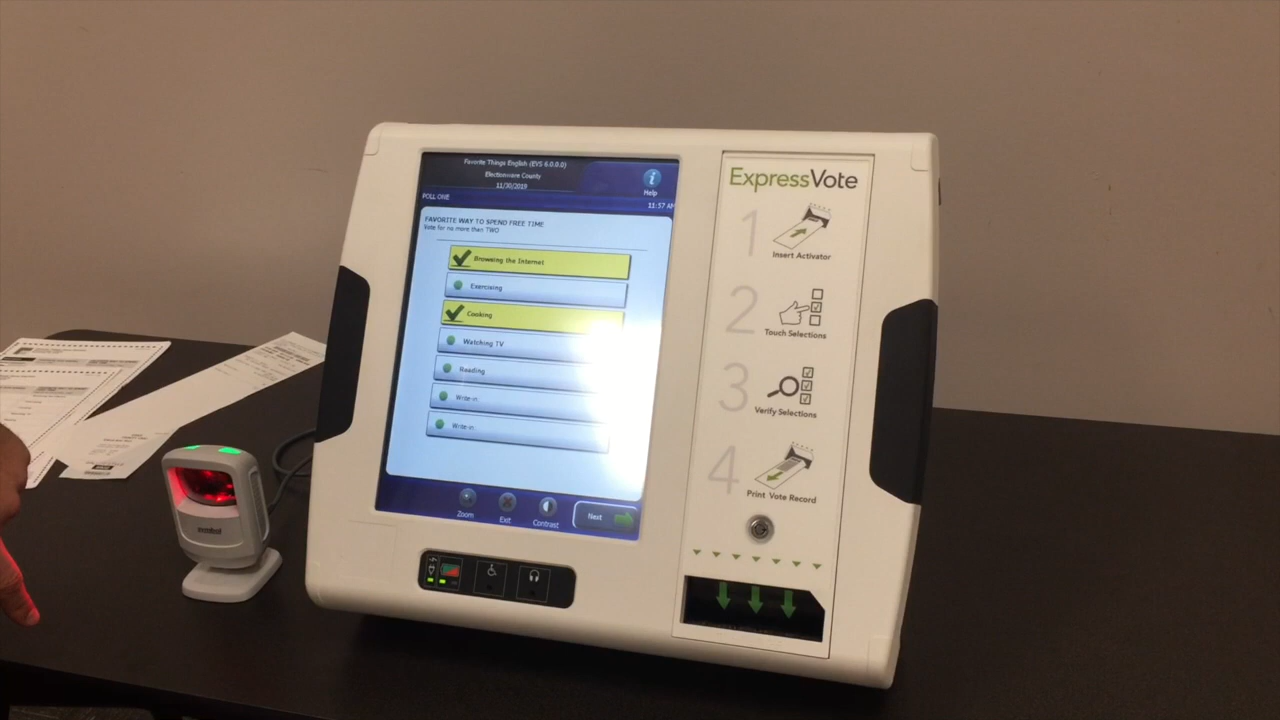 Favorite Things English (EVS 6.0.0.0)
Electionware County
11/30/2019
Help
POLL ONE
11:57 AM
FAVORITE WAY TO SPEND FREE TIME
Vote for no more than TWO
Browsing the Internet
Exercising
Cooking
Watching TV
Reading
Write-in
Write-in
Zoom
Exit
Contrast
Next
ExpressVote
1
Insert Activator
2
Touch Selections
3
Verify Selections
4
Print Vote Record
symbol